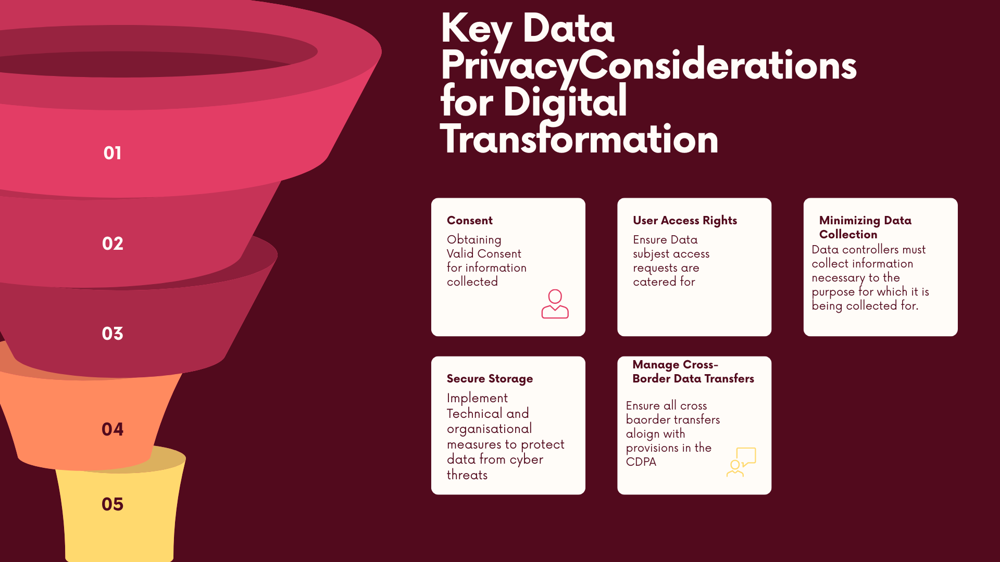 Key Data
PrivacyConsiderations
for Digital
Transformation
01
02
03
04
05
Consent
Obtaining
Valid Consent
for information
collected
User Access Rights
Ensure Data
subjest access
requests are
catered for
Minimizing Data
Collection
Data controllers must
collect information
necessary to the
purpose for which it is
being collected for.
Secure Storage
Implement
Technical and
organisational
measures to protect
data from cyber
threats
Manage Cross-
Border Data Transfers
Ensure all cross
baorder transfers
aloign with
provisions in the
CDPA